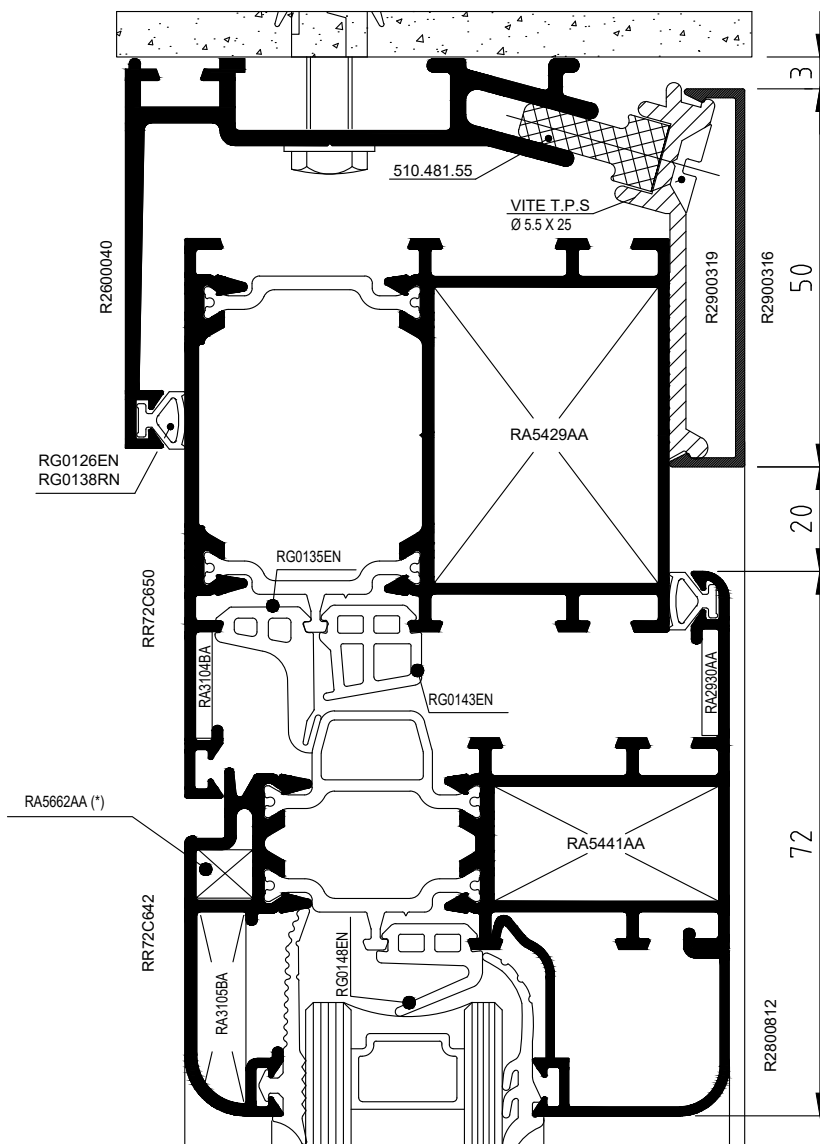 3
510.481.55
VITE T.P.S
Ø 5.5 X 25
R2600040
R2900319
R2900316
50
RA5429AA
RG0126EN
RG0138RN
20
RG0135EN
RR72C650
RA3104BA
RA2930AA
RG0143EN
RA5662AA (*)
RA5441AA
72
RR72C642
RG0148EN
RA3105BA
R2800812